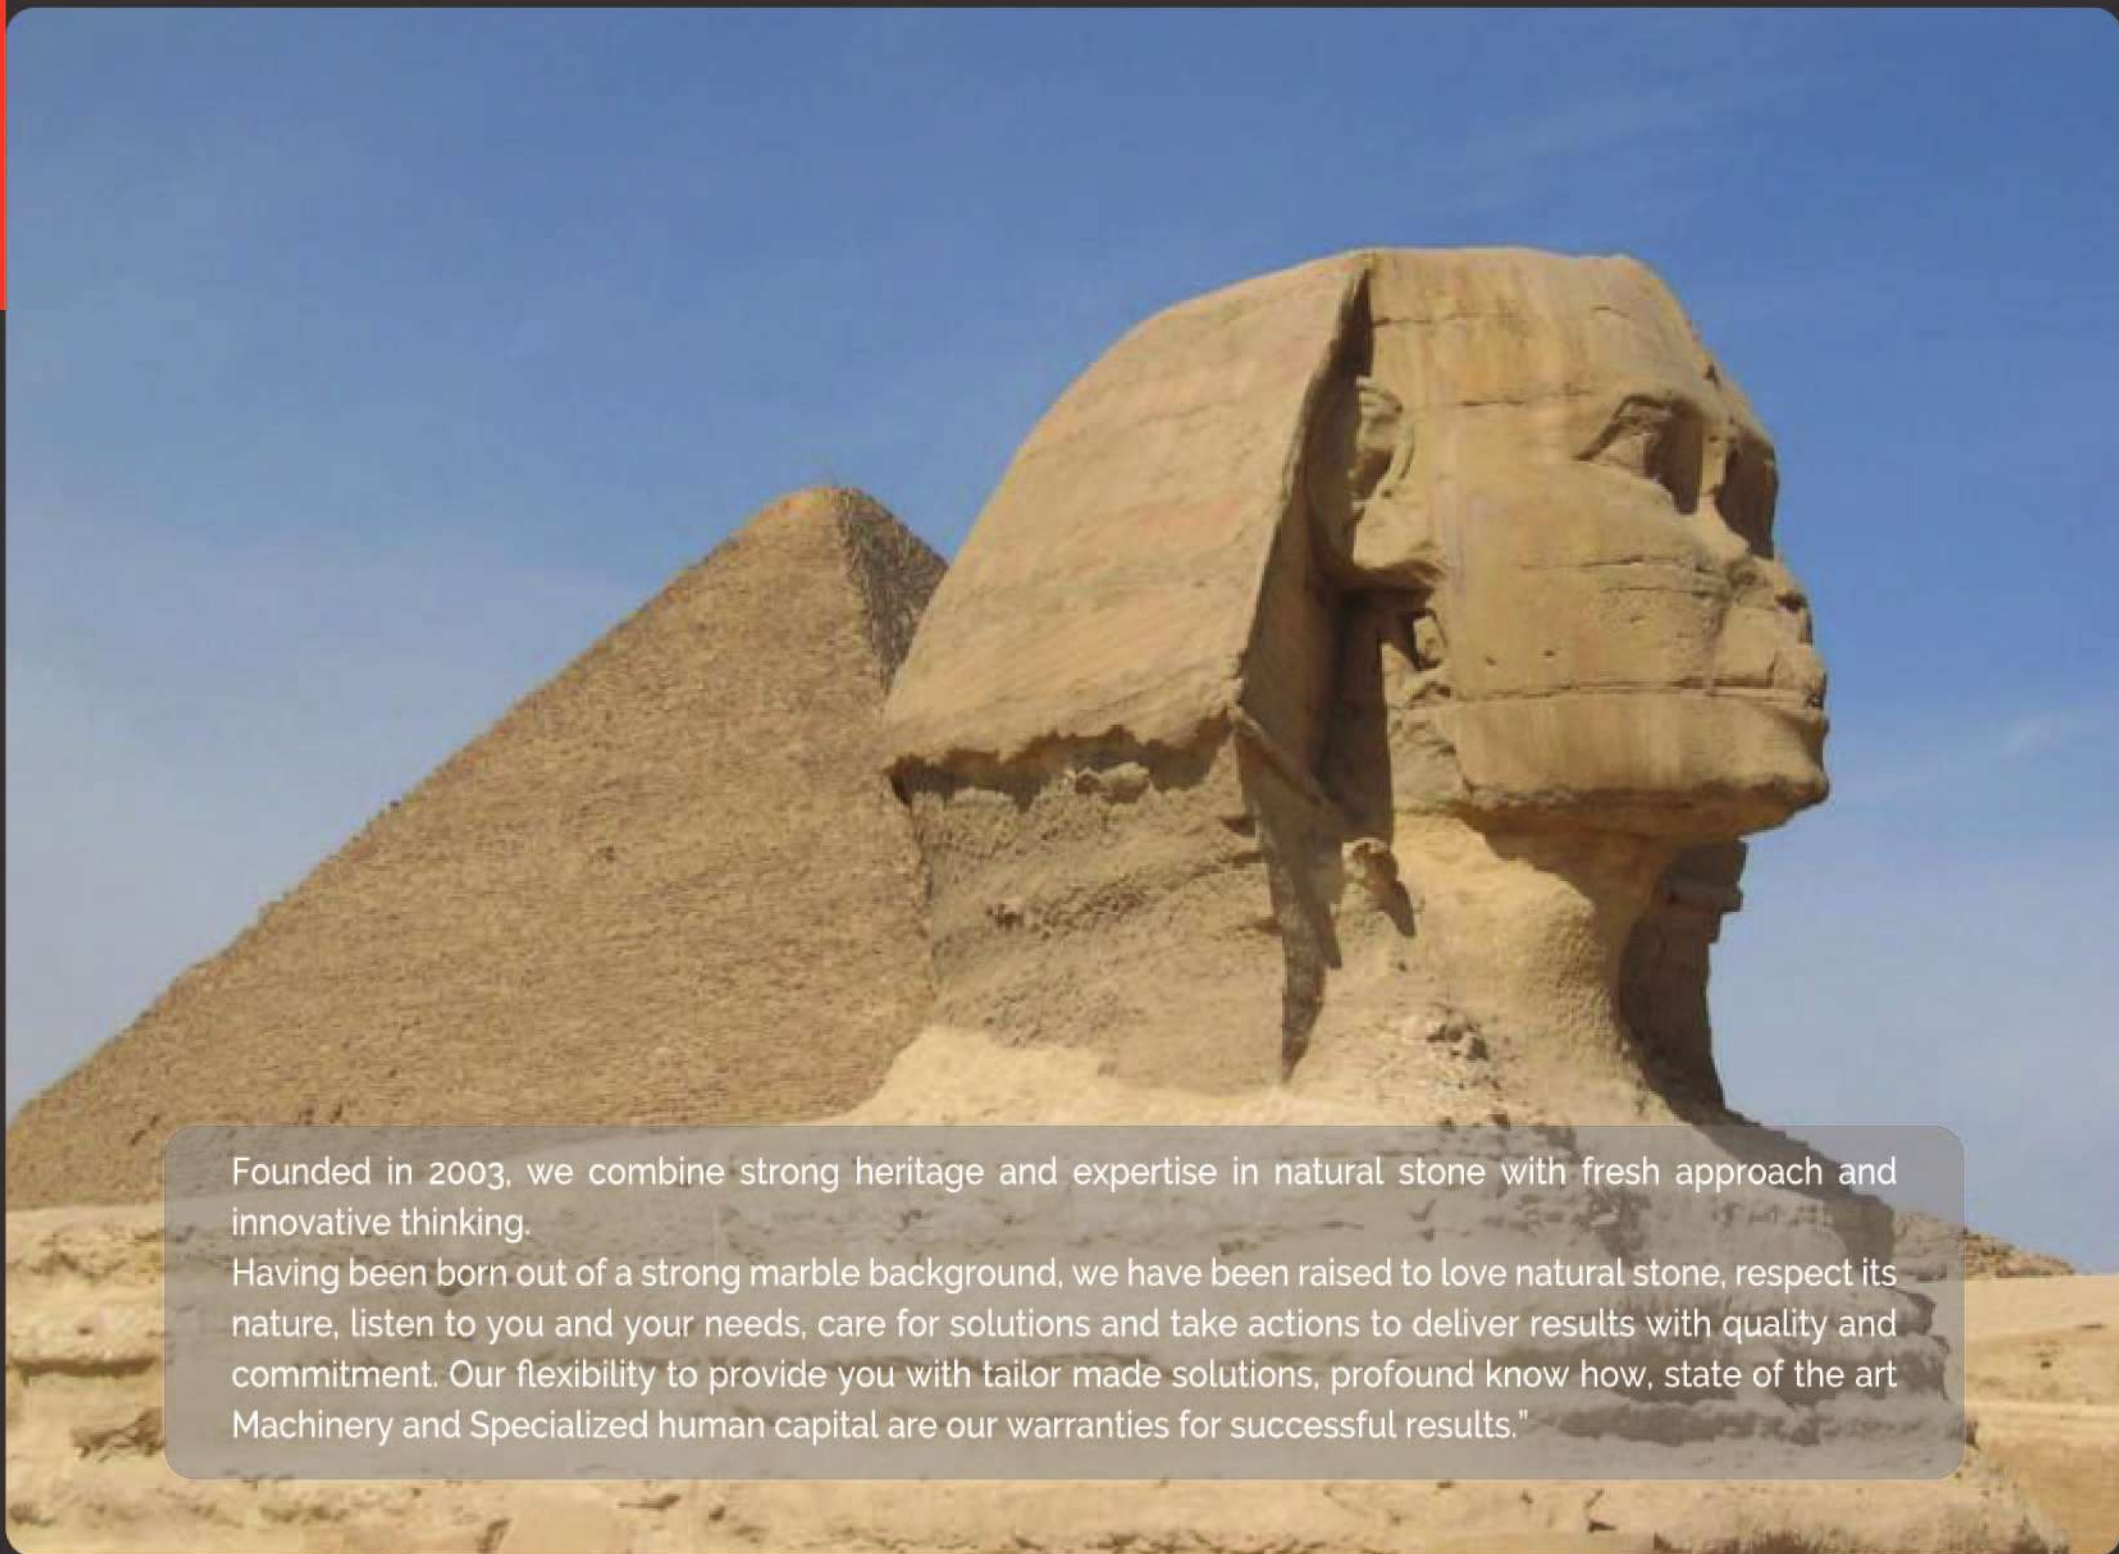 Founded in 2003, we combine strong heritage and expertise in natural stone with fresh approach and
innovative thinking.
Having been born out of a strong marble background, we have been raised to love natural stone, respect its
nature, listen to you and your needs, care for solutions and take actions to deliver results with quality and
commitment. Our flexibility to provide you with tailor made solutions, profound know how, state of the art
Machinery and Specialized human capital are our warranties for successful results.”